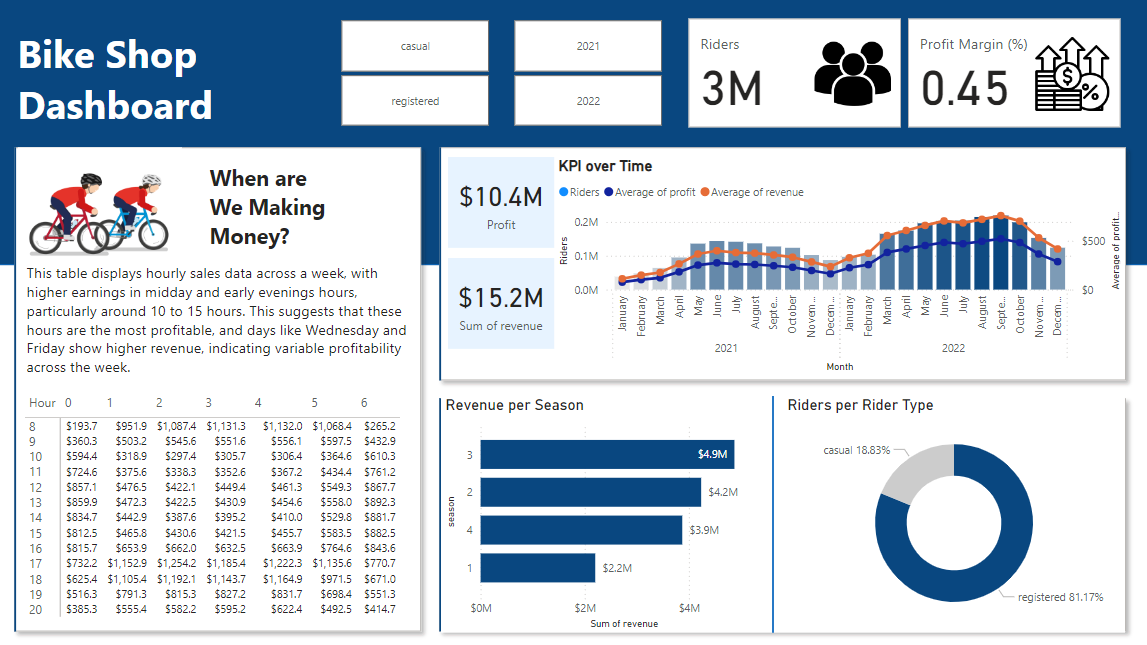 Bike Shop
Dashboard
casual
registered
2021
2022
Riders
3M
Profit Margin (%)
0.45
When are
We Making
Money?
This table displays hourly sales data across a week, with
higher earnings in midday and early evenings hours,
particularly around 10 to 15 hours. This suggests that these
hours are the most profitable, and days like Wednesday and
Friday show higher revenue, indicating variable profitability
across the week.
Hour 0 1 2 3 4 5 6
8 $193.7 $951.9 $1,087.4 $1,131.3 $1,132.0 $1,068.4 $265.2
9 $360.3 $503.2 $545.6 $551.6 $556.1 $597.5 $432.9
10 $594.4 $318.9 $297.4 $305.7 $306.4 $364.6 $610.3
11 $724.6 $375.6 $338.3 $352.6 $367.2 $434.4 $761.2
12 $857.1 $476.5 $422.1 $449.4 $461.3 $549.3 $867.7
13 $859.9 $472.3 $422.5 $430.9 $454.6 $558.0 $892.3
14 $834.7 $442.9 $387.6 $395.2 $410.0 $529.8 $881.7
15 $812.5 $465.8 $430.6 $421.5 $455.7 $583.5 $882.5
16 $815.7 $653.9 $662.0 $632.5 $663.9 $764.6 $843.6
17 $732.2 $1,152.9 $1,254.2 $1,185.4 $1,222.3 $1,135.6 $770.7
18 $625.4 $1,105.4 $1,192.1 $1,143.7 $1,164.9 $971.5 $671.0
19 $516.3 $791.3 $815.3 $827.2 $831.7 $698.4 $551.3
20 $385.3 $555.4 $582.2 $595.2 $622.4 $492.5 $414.7
$10.4M
Profit
$15.2M
Sum of revenue
KPI over Time
Riders Average of profit Average of revenue
Riders
0.2M
0.1M
0.0M
$500
$0
Average of profit...
January February March April May June July August Septe... October Novem... Decem... January February March April May June July August Septe... October Novem... Decem...
2021 2022
Month
Revenue per Season
season
3 $4.9M
2 $4.2M
4 $3.9M
1 $2.2M
$0M $2M $4M
Sum of revenue
Riders per Rider Type
casual 18.83%
registered 81.17%